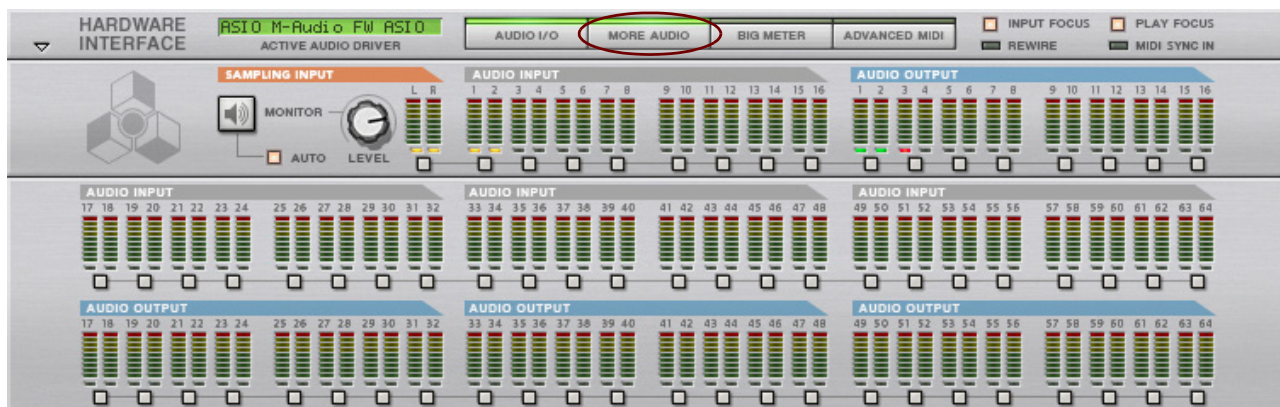 HARDWARE INTERFACE
ASIO M-Audio FW ASIO
ACTIVE AUDIO DRIVER
AUDIO I/O MORE AUDIO BIG METER ADVANCED MIDI
INPUT FOCUS PLAY FOCUS
REWIRE MIDI SYNC IN
SAMPLING INPUT
L R
MONITOR
AUTO LEVEL
AUDIO INPUT
1 2 3 4 5 6 7 8 9 10 11 12 13 14 15 16
AUDIO OUTPUT
1 2 3 4 5 6 7 8 9 10 11 12 13 14 15 16
AUDIO INPUT AUDIO INPUT AUDIO INPUT
17 18 19 20 21 22 23 24 25 26 27 28 29 30 31 32 33 34 35 36 37 38 39 40 41 42 43 44 45 46 47 48 49 50 51 52 53 54 55 56 57 58 59 60 61 62 63 64
AUDIO OUTPUT AUDIO OUTPUT AUDIO OUTPUT
17 18 19 20 21 22 23 24 25 26 27 28 29 30 31 32 33 34 35 36 37 38 39 40 41 42 43 44 45 46 47 48 49 50 51 52 53 54 55 56 57 58 59 60 61 62 63 64